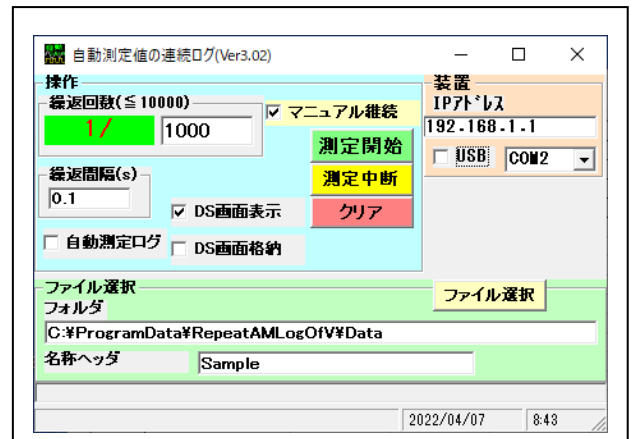 自動測定値の連続ログ(Ver3.02)
操作
繰返回数(≦10000)
1/
1000
マニュアル継続
測定開始
測定中断
クリア
繰返間隔(s)
0.1
DS画面表示
自動測定ログ
DS画面格納
装置
IPアドレス
192.168.1.1
USB
COM2
ファイル選択
ファイル選択
フォルダ
C:¥ProgramData¥RepeatAMLogOfV¥Data
名称ヘッダ
Sample
2022/04/07
8:43